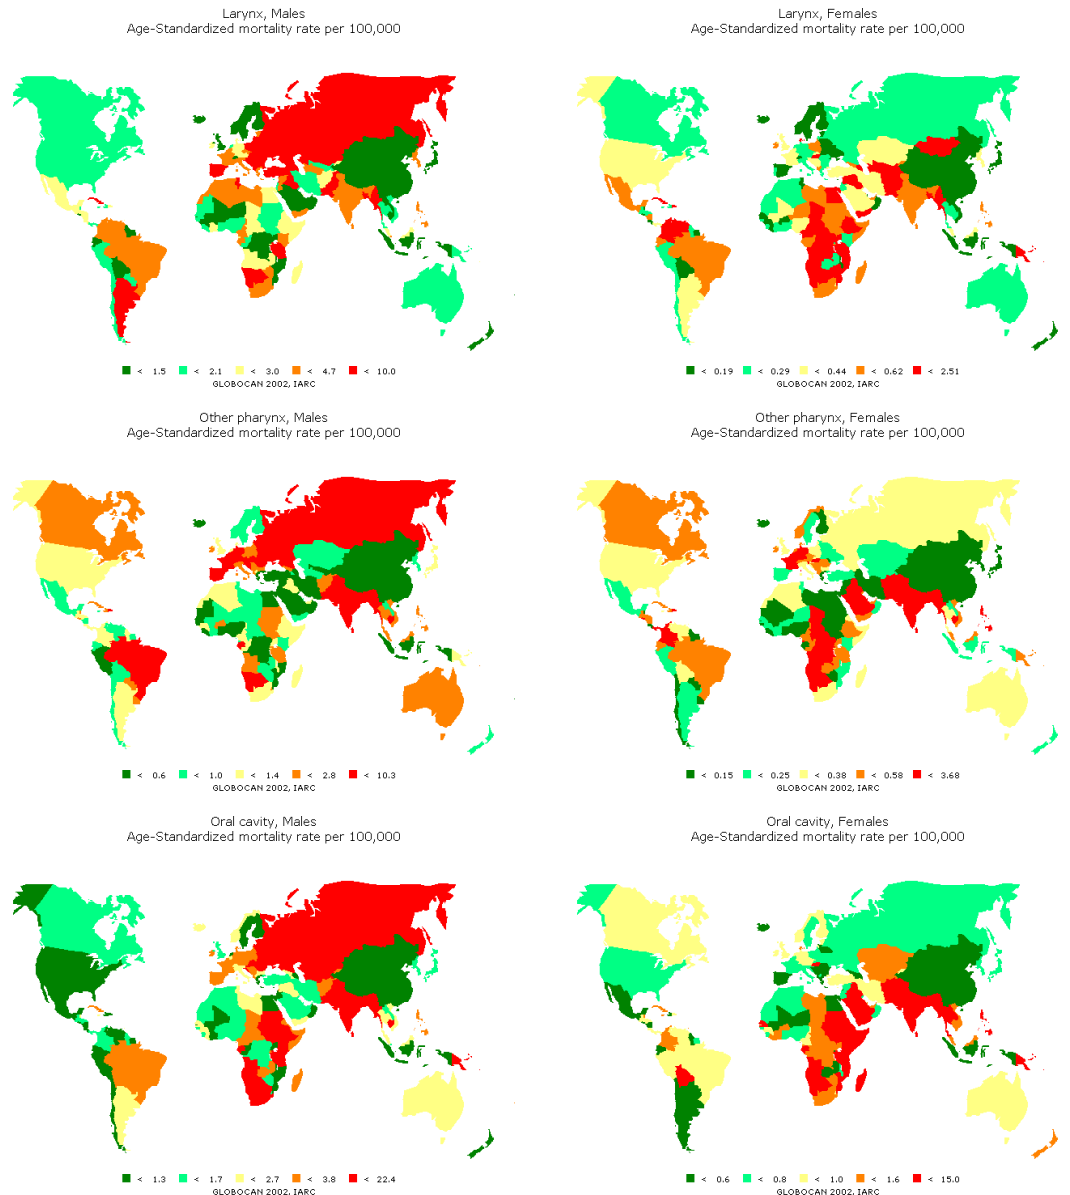 Larynx, Males
Age-Standardized mortality rate per 100,000
< 1.5 < 2.1 < 3.0 < 4.7 < 10.0
GLOBOCAN 2002, IARC
Larynx, Females
Age-Standardized mortality rate per 100,000
< 0.19 < 0.29 < 0.44 < 0.62 < 2.51
GLOBOCAN 2002, IARC
Other pharynx, Males
Age-Standardized mortality rate per 100,000
< 0.6 < 1.0 < 1.4 < 2.8 < 10.3
GLOBOCAN 2002, IARC
Other pharynx, Females
Age-Standardized mortality rate per 100,000
< 0.15 < 0.25 < 0.38 < 0.58 < 3.68
GLOBOCAN 2002, IARC
Oral cavity, Males
Age-Standardized mortality rate per 100,000
< 1.3 < 1.7 < 2.7 < 3.8 < 22.4
GLOBOCAN 2002, IARC
Oral cavity, Females
Age-Standardized mortality rate per 100,000
< 0.6 < 0.8 < 1.0 < 1.6 < 15.0
GLOBOCAN 2002, IARC